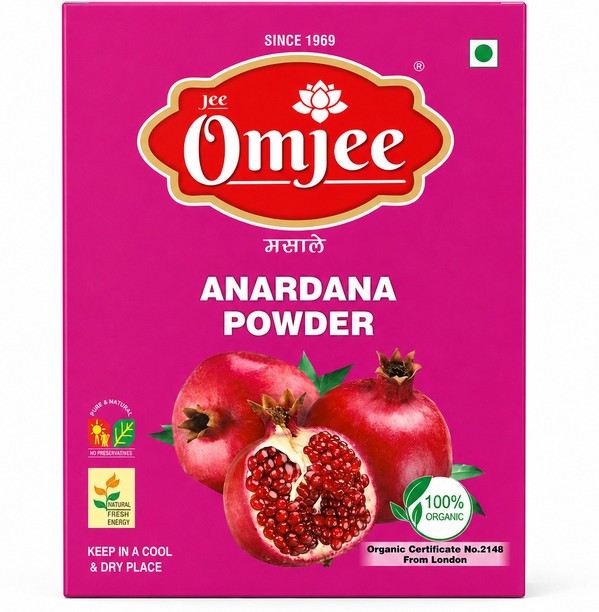 SINCE 1969
®
Jee
Omjee
मसाले
ANARDANA
POWDER
PURE & NATURAL
NO PRESERVATIVES
NATURAL
FRESH
ENERGY
100%
ORGANIC
KEEP IN A COOL
& DRY PLACE
Organic Certificate No.2148
From London